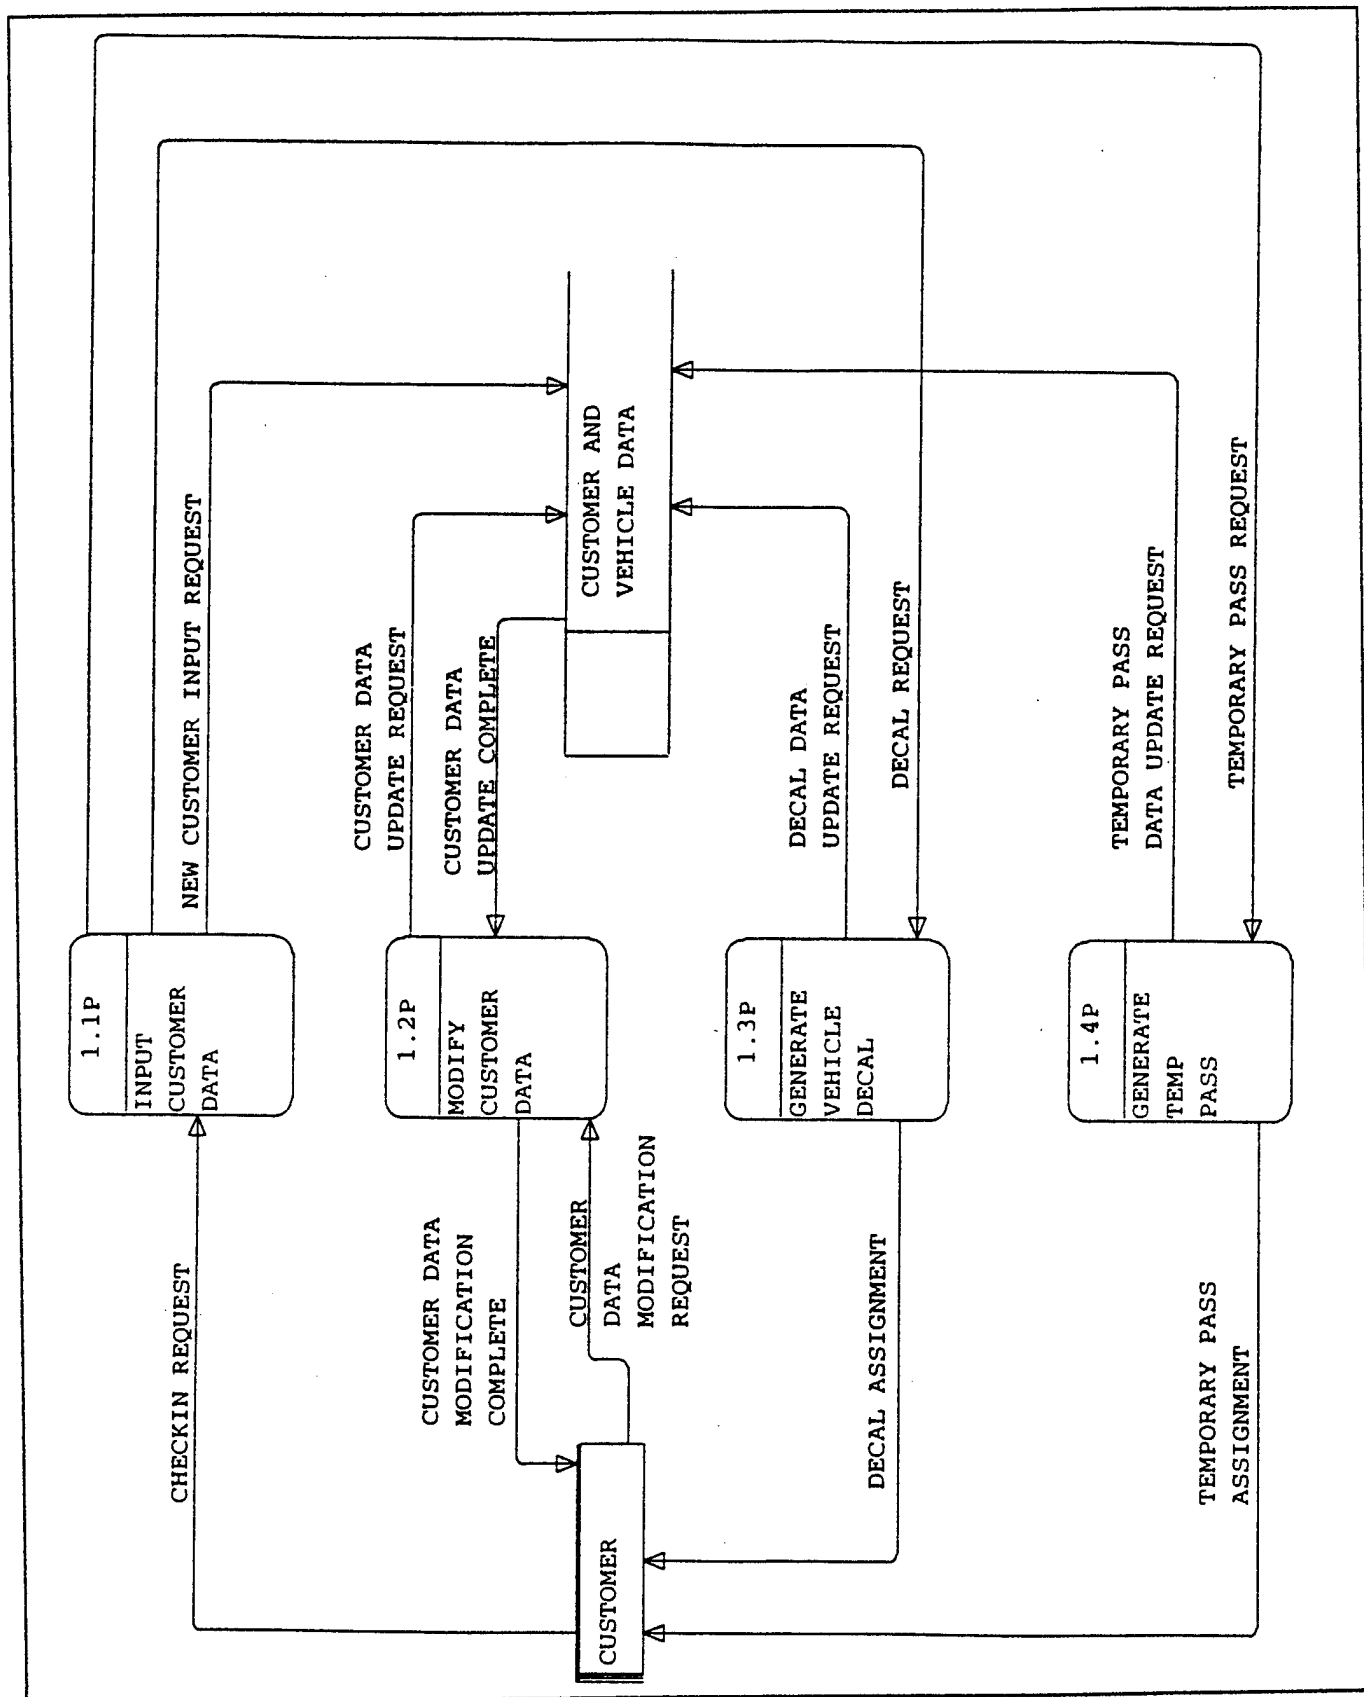 CHECKIN REQUEST
1.1P
INPUT
CUSTOMER
DATA
NEW CUSTOMER INPUT REQUEST
CUSTOMER DATA
MODIFICATION
COMPLETE
CUSTOMER
DATA
MODIFICATION
REQUEST
1.2P
MODIFY
CUSTOMER
DATA
CUSTOMER DATA
UPDATE REQUEST
CUSTOMER DATA
UPDATE COMPLETE
CUSTOMER
CUSTOMER AND
VEHICLE DATA
DECAL ASSIGNMENT
1.3P
GENERATE
VEHICLE
DECAL
DECAL DATA
UPDATE REQUEST
DECAL REQUEST
TEMPORARY PASS
ASSIGNMENT
1.4P
GENERATE
TEMP
PASS
TEMPORARY PASS
DATA UPDATE REQUEST
TEMPORARY PASS REQUEST